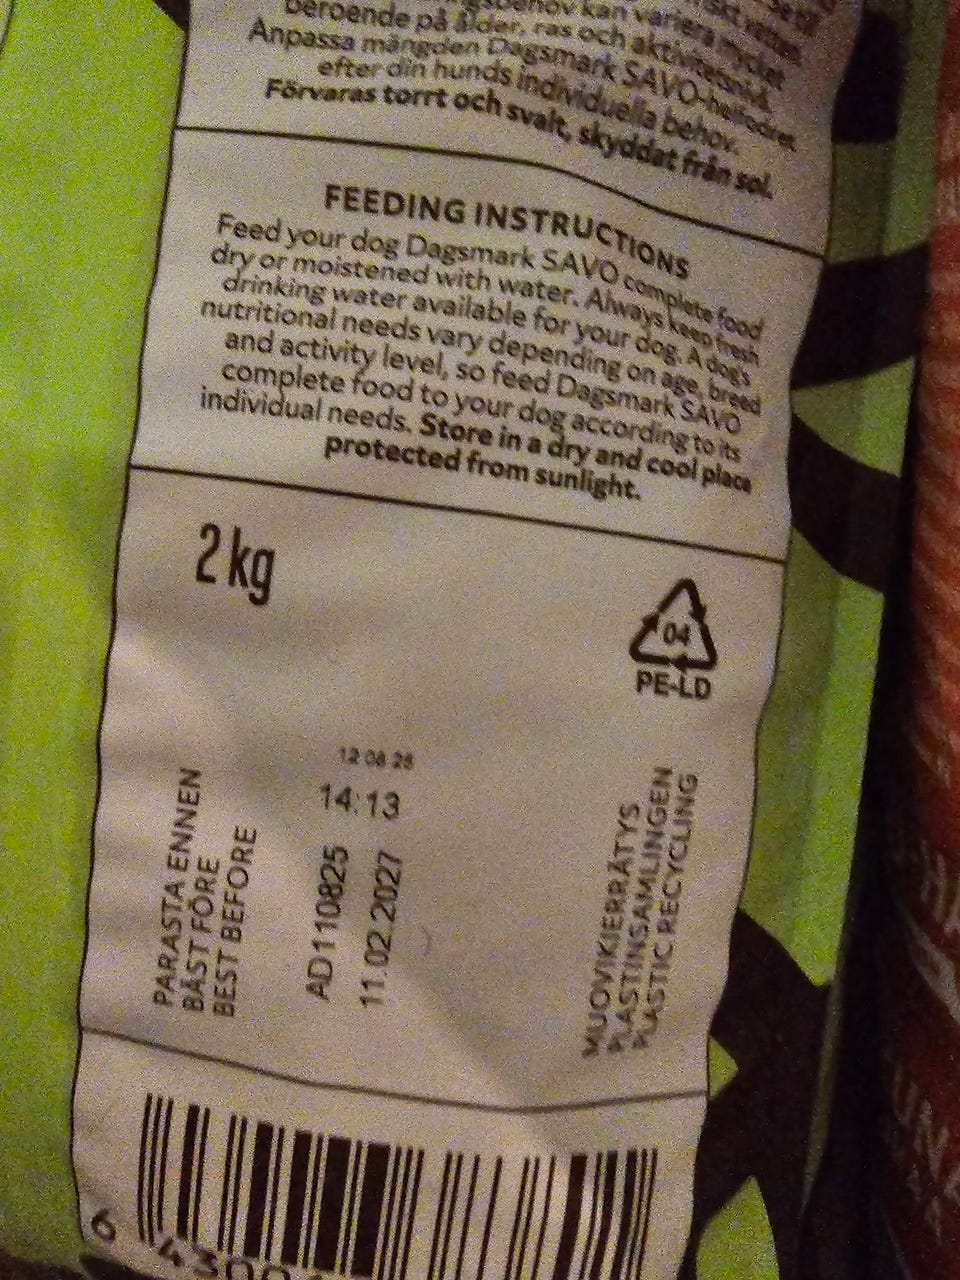 kan variera mycket
beroende på ålder, ras och aktivitetsnivå.
Anpassa mängden Dagsmark SAVO-helfodret
efter din hunds individuella behov.
Förvaras torrt och svalt, skyddat från sol.
FEEDING INSTRUCTIONS
Feed your dog Dagsmark SAVO complete food
dry or moistened with water. Always keep fresh
drinking water available for your dog. A dog's
nutritional needs vary depending on age, breed
and activity level, so feed Dagsmark SAVO
complete food to your dog according to its
individual needs. Store in a dry and cool place
protected from sunlight.
2 kg
04
PE-LD
PARASTA ENNEN
BÄST FÖRE
BEST BEFORE
12 08 25
14:13
AD110825
11.02.2027
MUOVIKIERRÄTYS
PLASTINSAMLINGEN
PLASTIC RECYCLING
6 4300